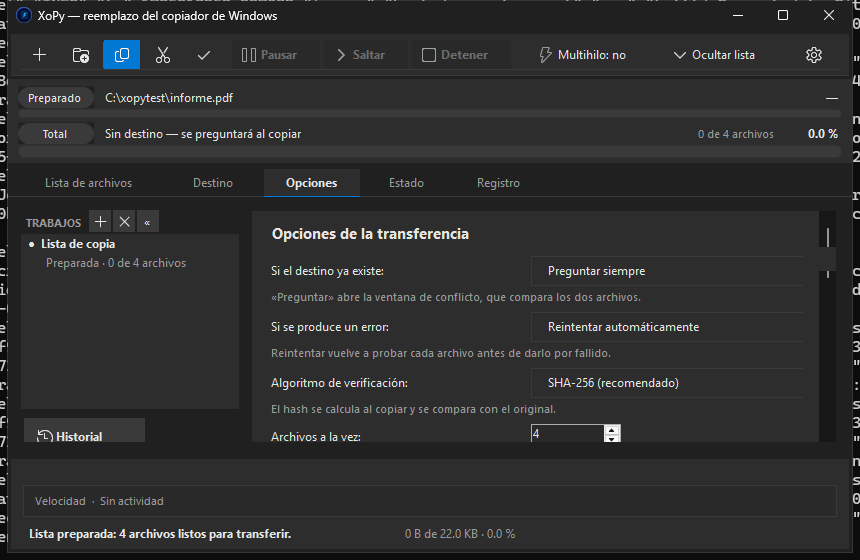 XoPy — reemplazo del copiador de Windows
Pausar
Saltar
Detener
Multihilo: no
Ocultar lista
Preparado
C:\xopytest\informe.pdf
Total
Sin destino — se preguntará al copiar
0 de 4 archivos
0.0 %
Lista de archivos
Destino
Opciones
Estado
Registro
TRABAJOS
«
Lista de copia
Preparada · 0 de 4 archivos
Historial
Opciones de la transferencia
Si el destino ya existe:
Preguntar siempre
«Preguntar» abre la ventana de conflicto, que compara los dos archivos.
Si se produce un error:
Reintentar automáticamente
Reintentar vuelve a probar cada archivo antes de darlo por fallido.
Algoritmo de verificación:
SHA-256 (recomendado)
El hash se calcula al copiar y se compara con el original.
Archivos a la vez:
4
Velocidad · Sin actividad
Lista preparada: 4 archivos listos para transferir.
0 B de 22.0 KB · 0.0 %